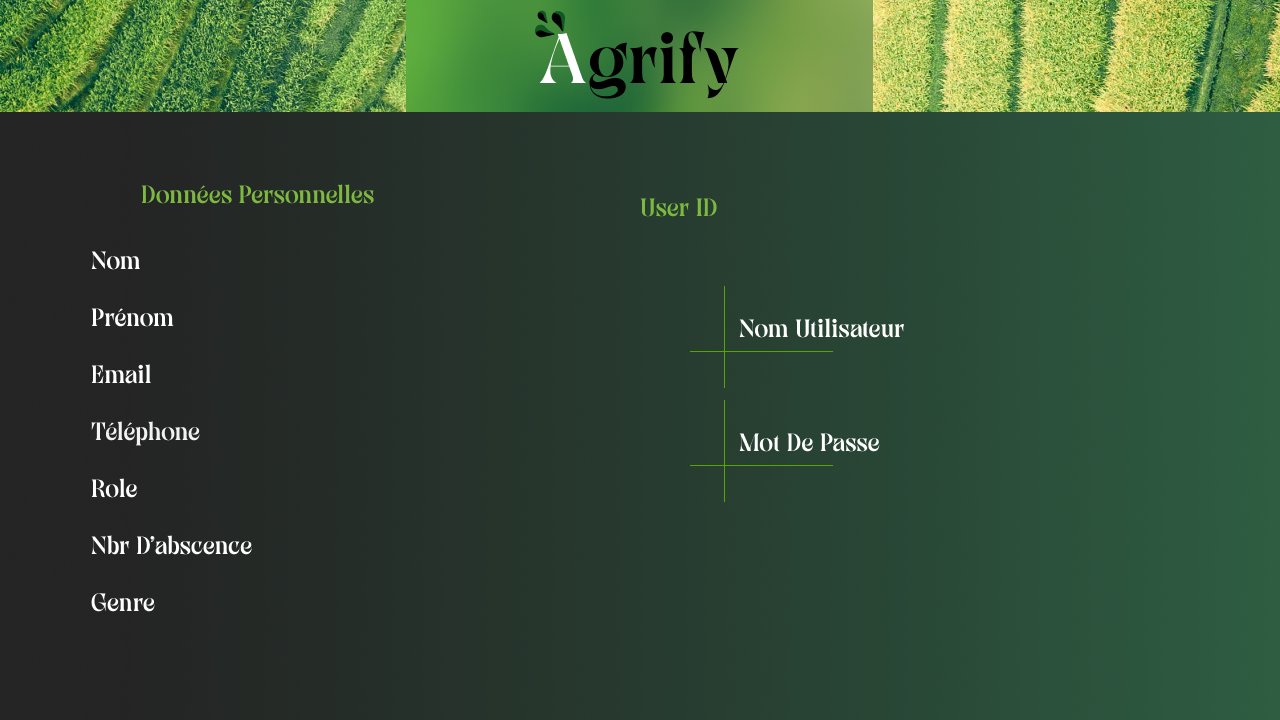 Agrify
Données Personnelles
Nom
Prénom
Email
Téléphone
Role
Nbr D'abscence
Genre
User ID
Nom Utilisateur
Mot De Passe